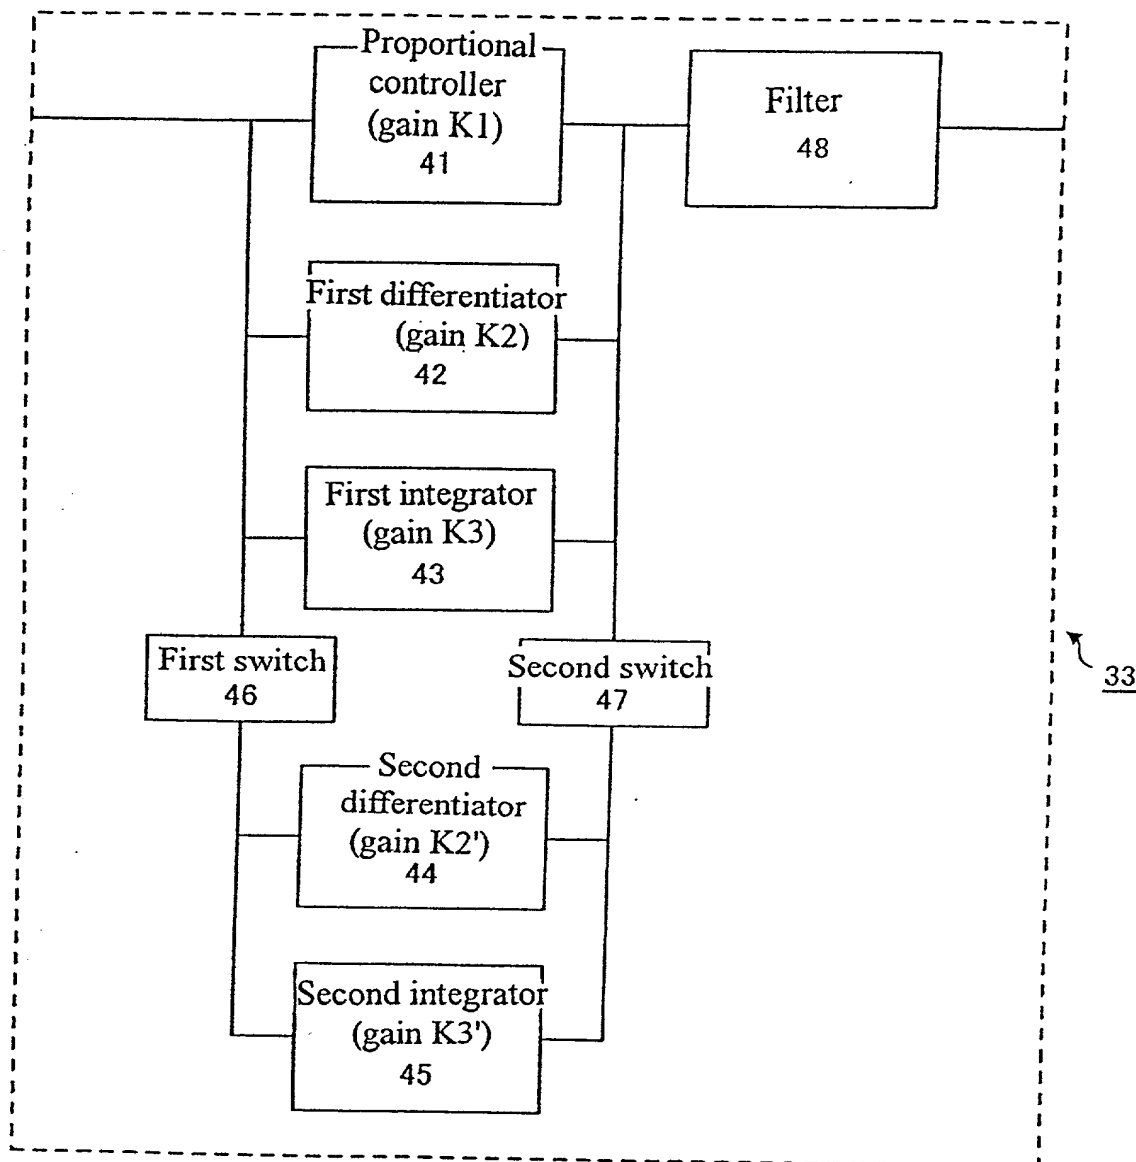 Proportional
controller
(gain K1)
41
Filter
48
First differentiator
(gain K2)
42
First integrator
(gain K3)
43
First switch
46
Second switch
47
33
Second
differentiator
(gain K2')
44
Second integrator
(gain K3')
45